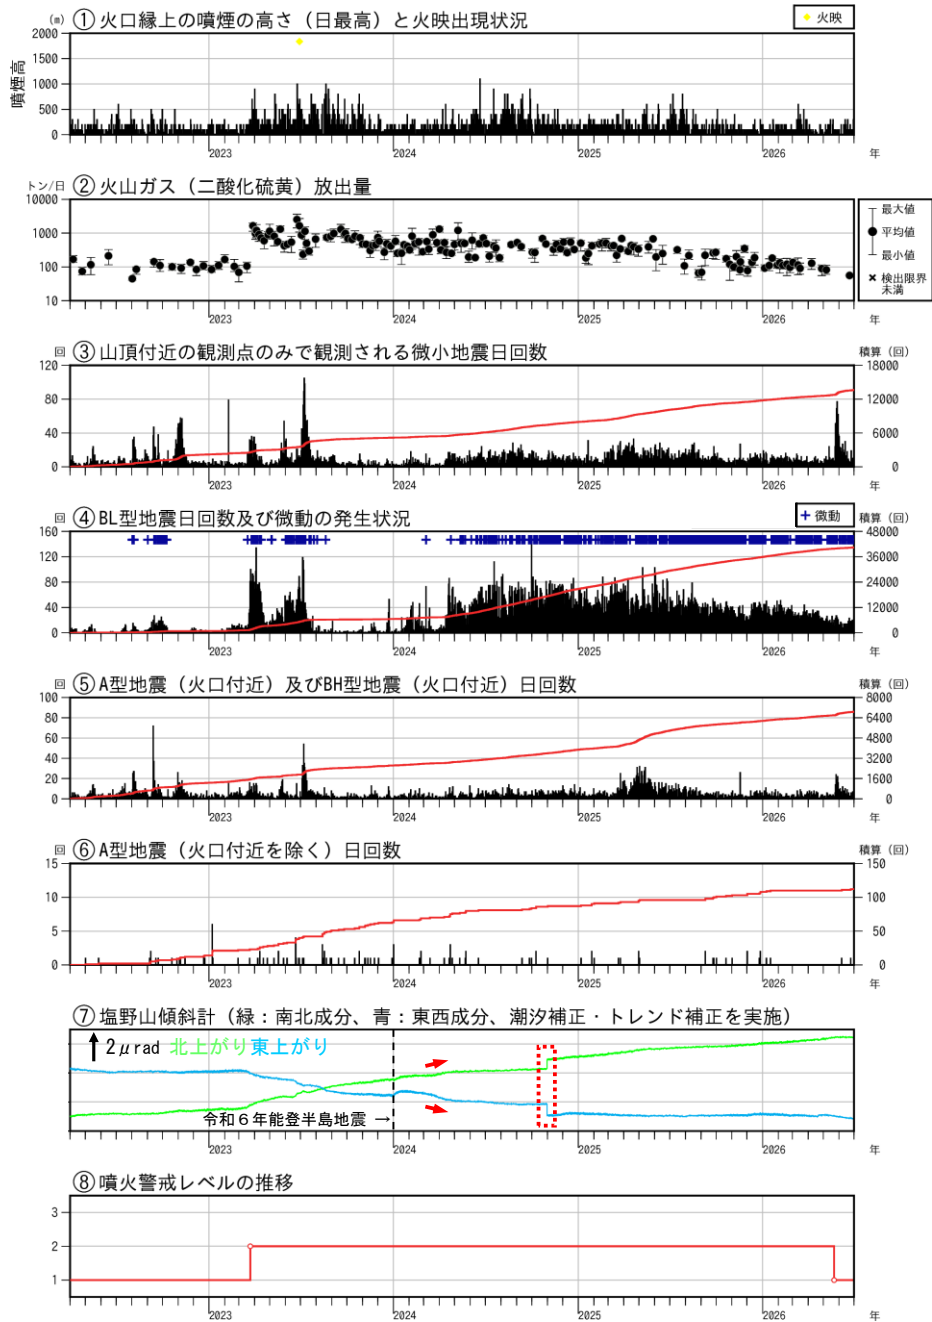 (m) ①火口縁上の噴煙の高さ（日最高）と火映出現状況
火映
噴煙高
2000
1500
1000
500
0
2023 2024 2025 2026 年
トン/日 ②火山ガス（二酸化硫黄）放出量
10000
1000
100
10
最大値
平均値
最小値
検出限界
未満
2023 2024 2025 2026 年
回 ③山頂付近の観測点のみで観測される微小地震日回数 積算（回）
120 18000
80 12000
40 6000
0 0
2023 2024 2025 2026 年
回 ④BL型地震日回数及び微動の発生状況
微動
積算（回）
160 48000
120 36000
80 24000
40 12000
0 0
2023 2024 2025 2026 年
回 ⑤A型地震（火口付近）及びBH型地震（火口付近）日回数 積算（回）
100 8000
80 6400
60 4800
40 3200
20 1600
0 0
2023 2024 2025 2026 年
回 ⑥A型地震（火口付近を除く）日回数 積算（回）
15 150
10 100
5 50
0 0
2023 2024 2025 2026 年
⑦塩野山傾斜計（緑：南北成分、青：東西成分、潮汐補正・トレンド補正を実施）
2μrad 北上がり 東上がり
令和６年能登半島地震 →
2023 2024 2025 2026 年
⑧噴火警戒レベルの推移
3
2
1
2023 2024 2025 2026 年